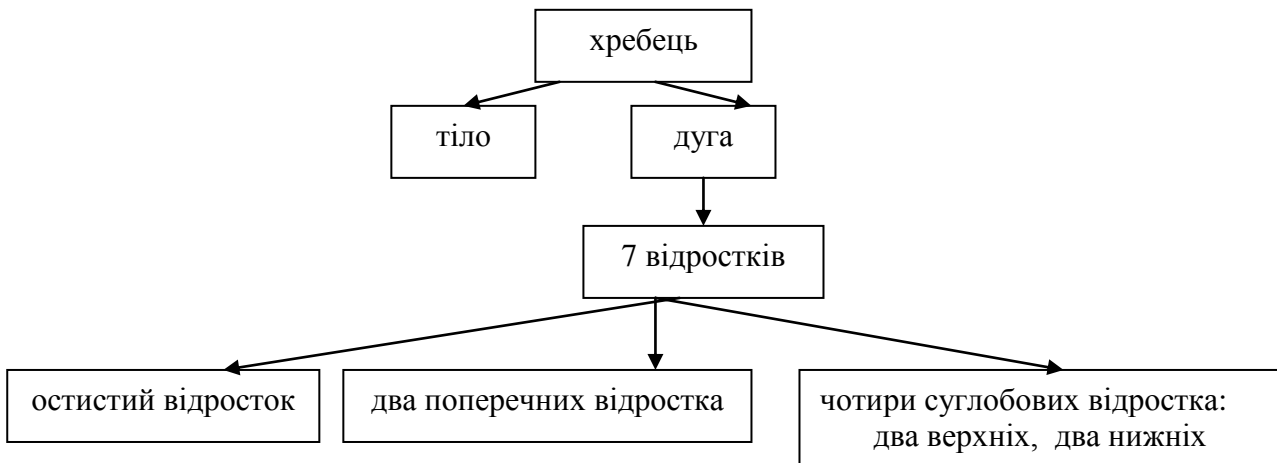 хребець
тіло
дуга
7 відростків
остистий відросток
два поперечних відростка
чотири суглобових відростка:
два верхніх, два нижніх